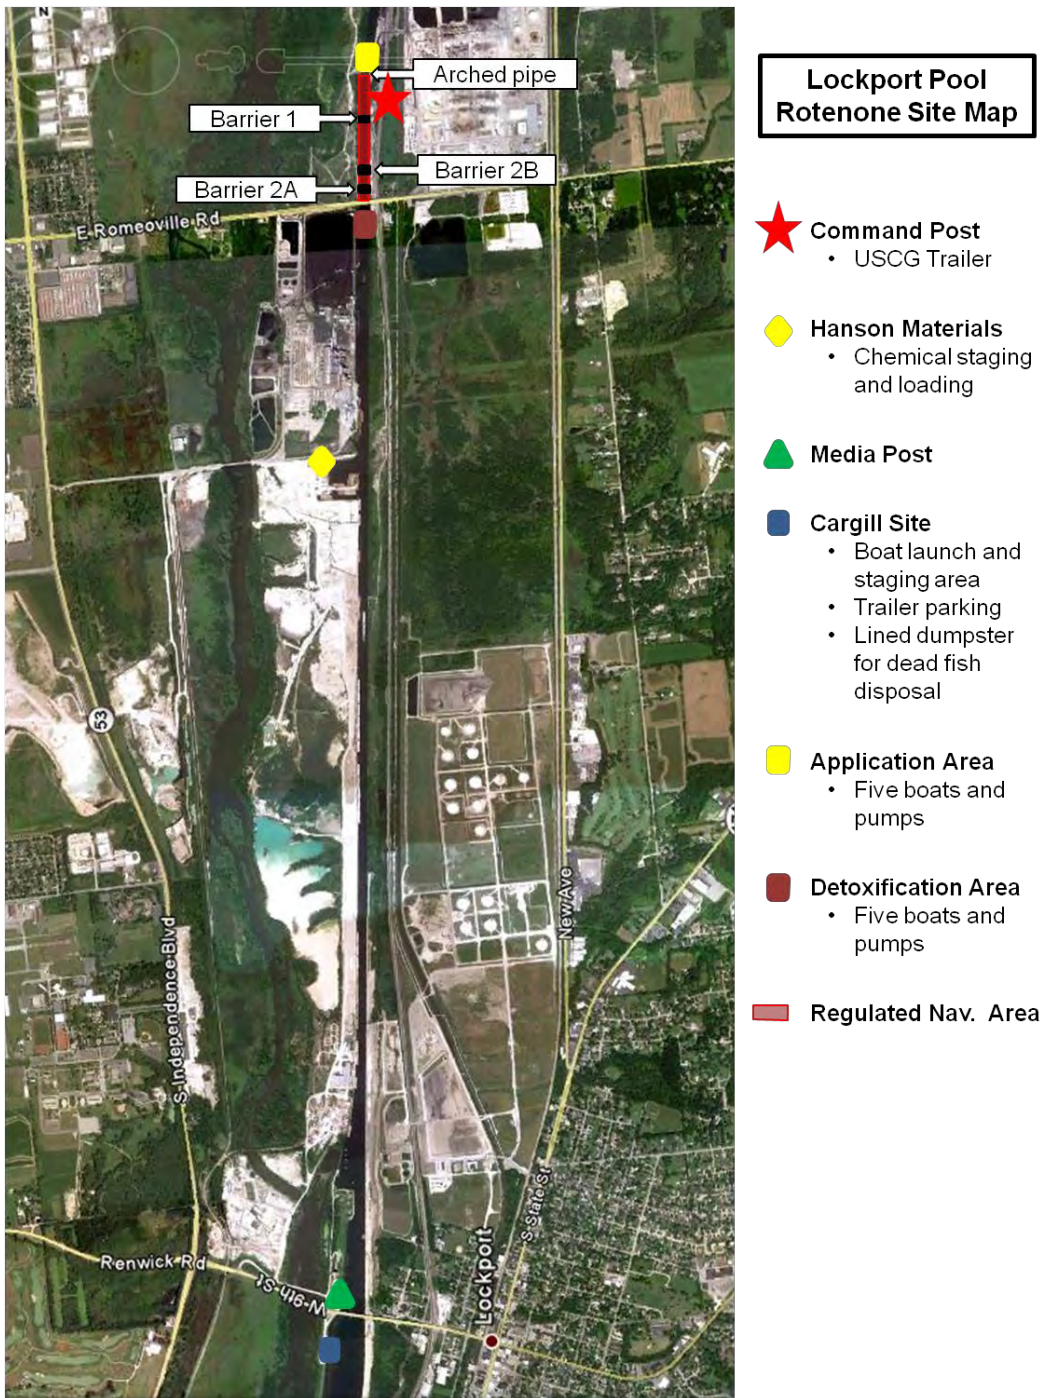 N
Arched pipe
Barrier 1
Barrier 2B
Barrier 2A
E Romeoville Rd
53
S Independence Blvd
New Ave
S State St
Renwick Rd
W 9th St
Lockport
Lockport Pool
Rotenone Site Map
Command Post
• USCG Trailer
Hanson Materials
• Chemical staging
and loading
Media Post
Cargill Site
• Boat launch and
staging area
• Trailer parking
• Lined dumpster
for dead fish
disposal
Application Area
• Five boats and
pumps
Detoxification Area
• Five boats and
pumps
Regulated Nav. Area